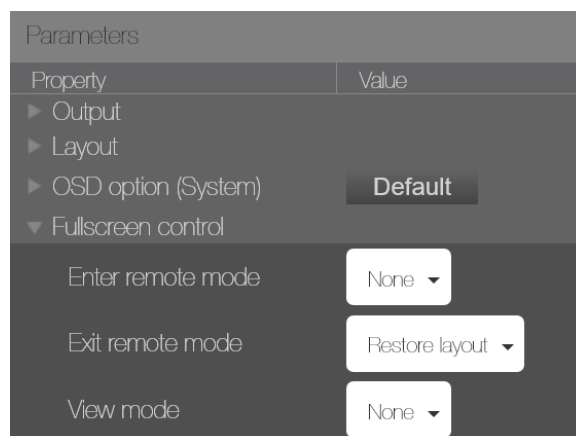 Parameters
Property Value
Output
Layout
OSD option (System) Default
Fullscreen control
Enter remote mode None
Exit remote mode Restore layout
View mode None